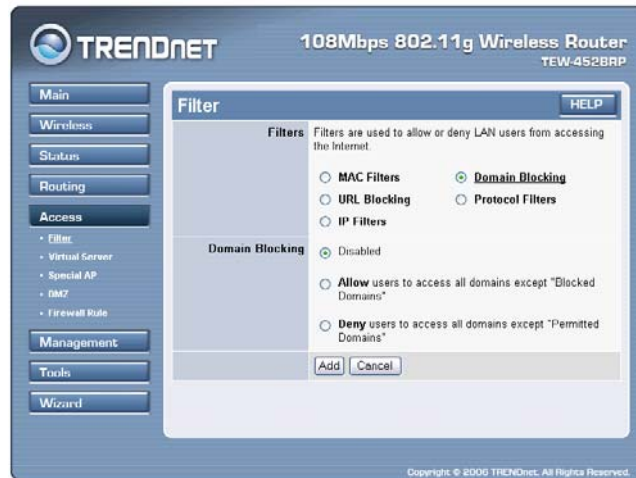 TRENDNET
108Mbps 802.11g Wireless Router
TEW-452BRP
Main
Wireless
Status
Routing
Access
Filter
Virtual Server
Special AP
DMZ
Firewall Rule
Management
Tools
Wizard
Filter
HELP
Filters
Filters are used to allow or deny LAN users from accessing
the Internet.
MAC Filters
Domain Blocking
URL Blocking
Protocol Filters
IP Filters
Domain Blocking
Disabled
Allow users to access all domains except "Blocked
Domains"
Deny users to access all domains except "Permitted
Domains"
Add
Cancel
Copyright © 2006 TRENDnet. All Rights Reserved.